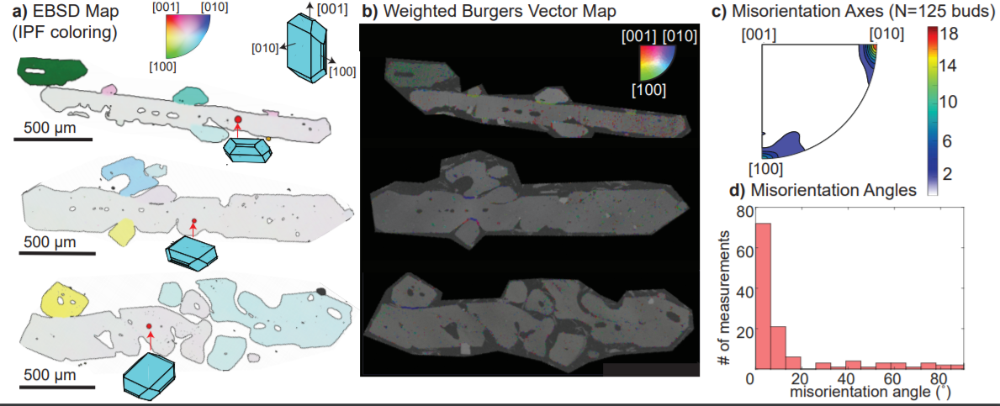 a) EBSD Map
(IPF coloring)
[001] [010]
[100]
[001]
[010]
[100]
500 µm
500 µm
500 µm
b) Weighted Burgers Vector Map
[001] [010]
[100]
c) Misorientation Axes (N=125 buds)
[001]
[010]
[100]
18
14
10
6
2
d) Misorientation Angles
80
60
40
20
0
20
40
60
80
# of measurements
misorientation angle (°)